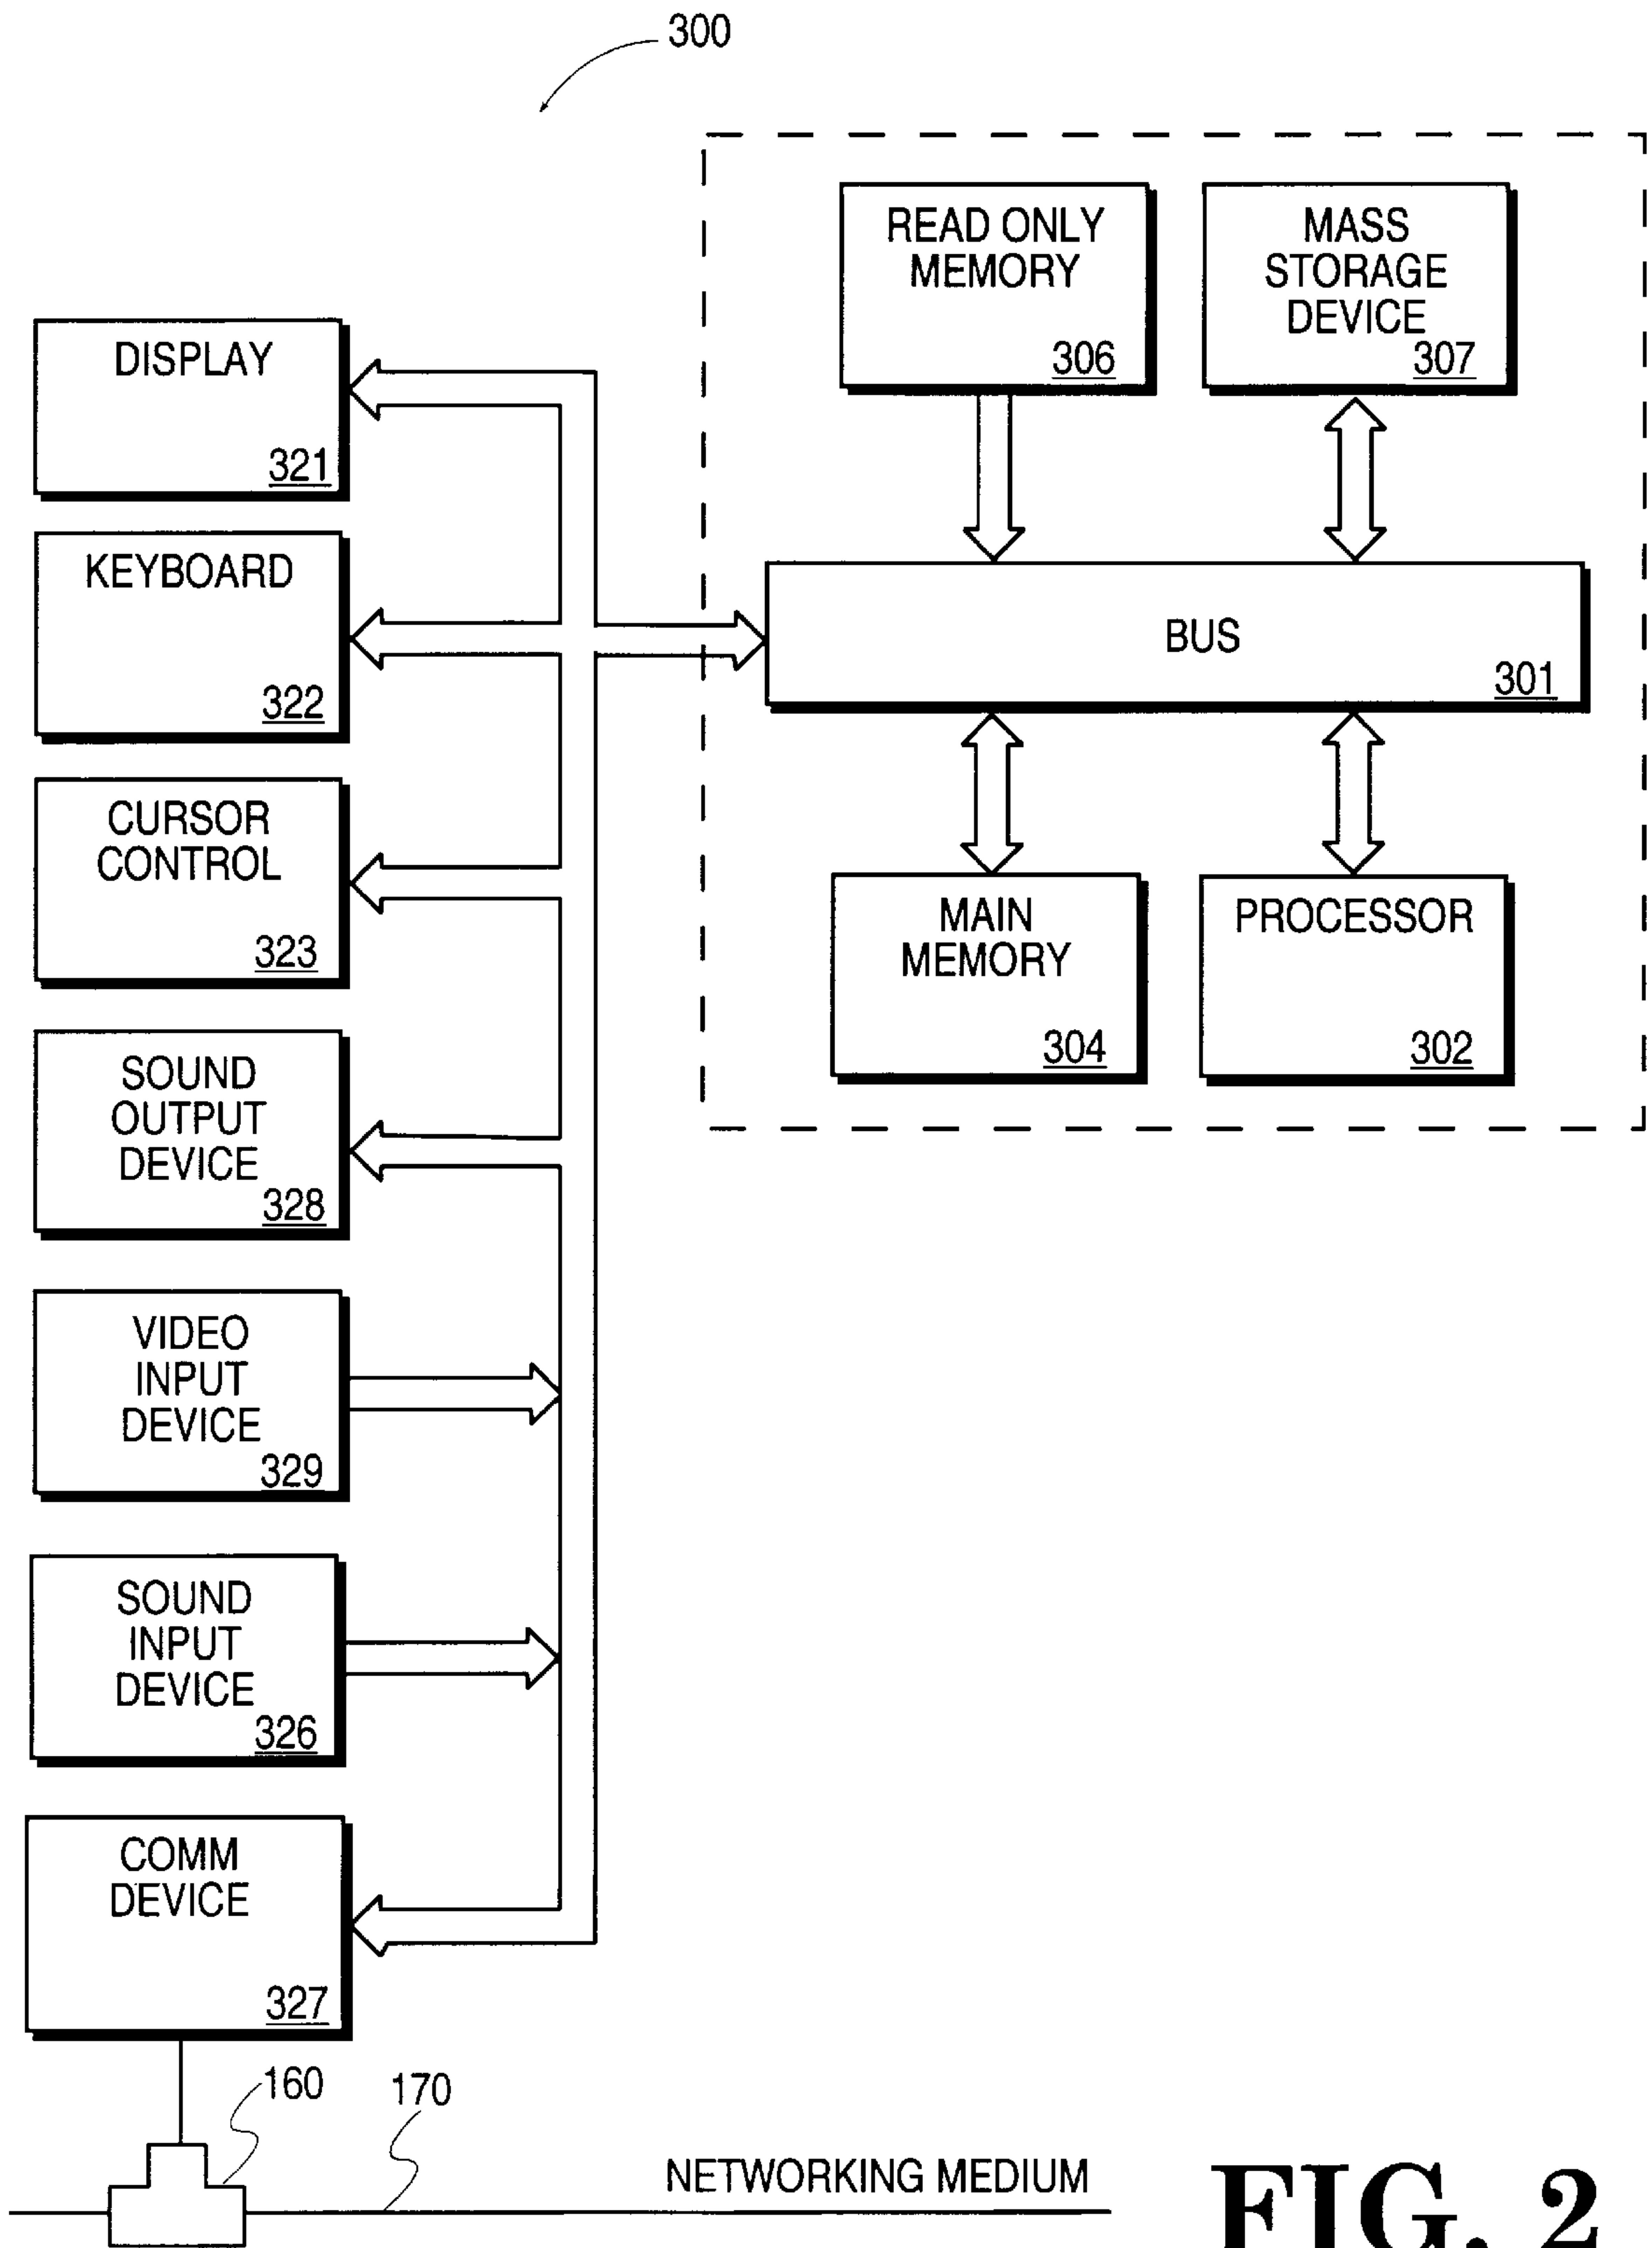 300
READ ONLY
MEMORY
306
MASS
STORAGE
DEVICE
307
DISPLAY
321
KEYBOARD
322
BUS
301
CURSOR
CONTROL
323
MAIN
MEMORY
304
PROCESSOR
302
SOUND
OUTPUT
DEVICE
328
VIDEO
INPUT
DEVICE
329
SOUND
INPUT
DEVICE
326
COMM
DEVICE
327
160
170
NETWORKING MEDIUM
FIG. 2